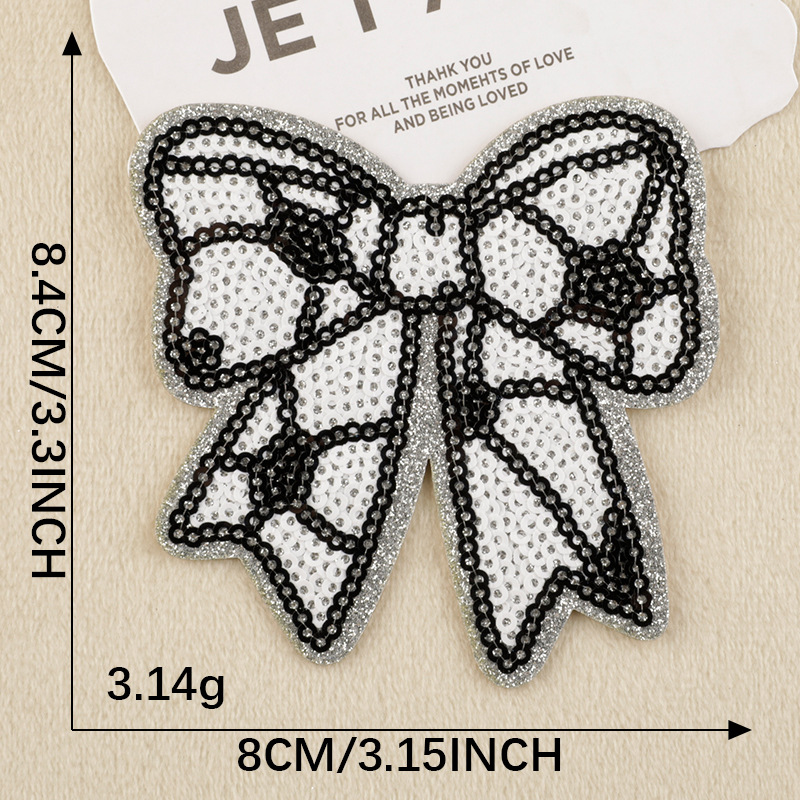 JE T'A
THAHK YOU
FOR ALL THE MOMEHTS OF LOVE
AND BEING LOVED
8.4CM/3.3INCH
3.14g
8CM/3.15INCH